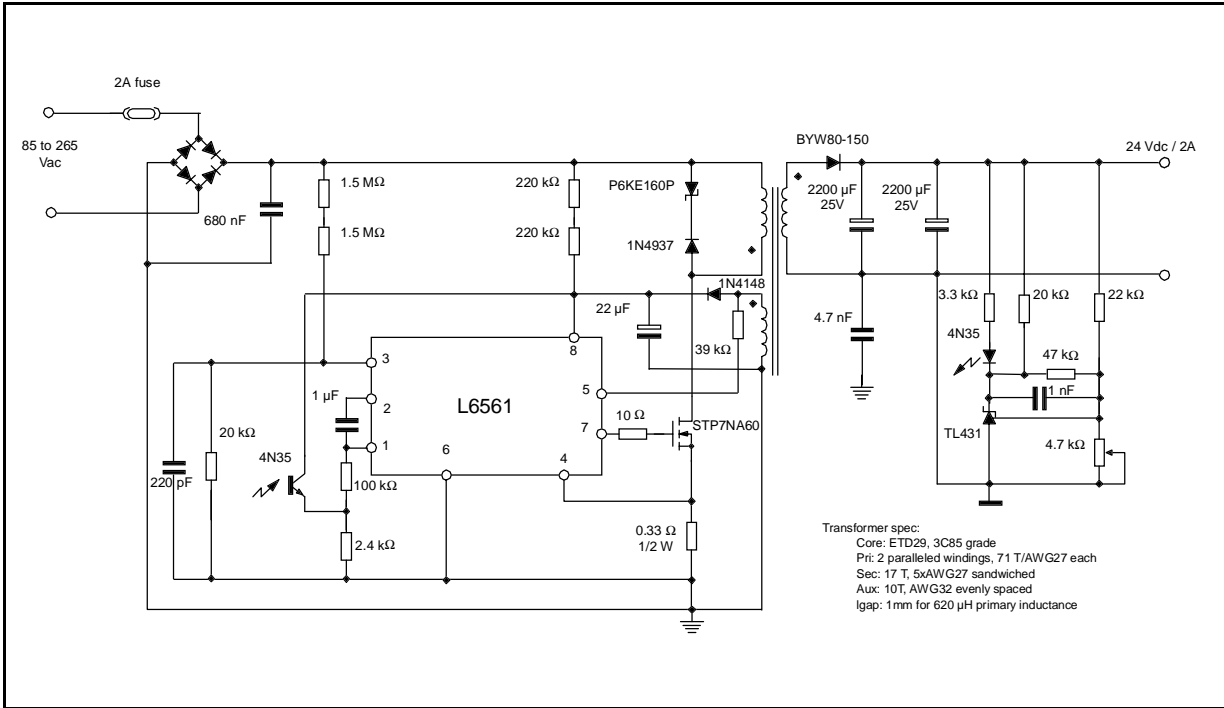 2A fuse
85 to 265
Vac
680 nF
1.5 MΩ
1.5 MΩ
220 kΩ
220 kΩ
P6KE160P
1N4937
BYW80-150
2200 µF
25V
2200 µF
25V
24 Vdc / 2A
1N4148
22 µF
39 kΩ
4.7 nF
3.3 kΩ
20 kΩ
22 kΩ
4N35
47 kΩ
1 nF
TL431
4.7 kΩ
3
8
2
5
1 µF
L6561
7
10 Ω
STP7NA60
1
6
4
20 kΩ
4N35
220 pF
100 kΩ
2.4 kΩ
0.33 Ω
1/2 W
Transformer spec:
Core: ETD29, 3C85 grade
Pri: 2 paralleled windings, 71 T/AWG27 each
Sec: 17 T, 5xAWG27 sandwiched
Aux: 10T, AWG32 evenly spaced
Igap: 1mm for 620 µH primary inductance